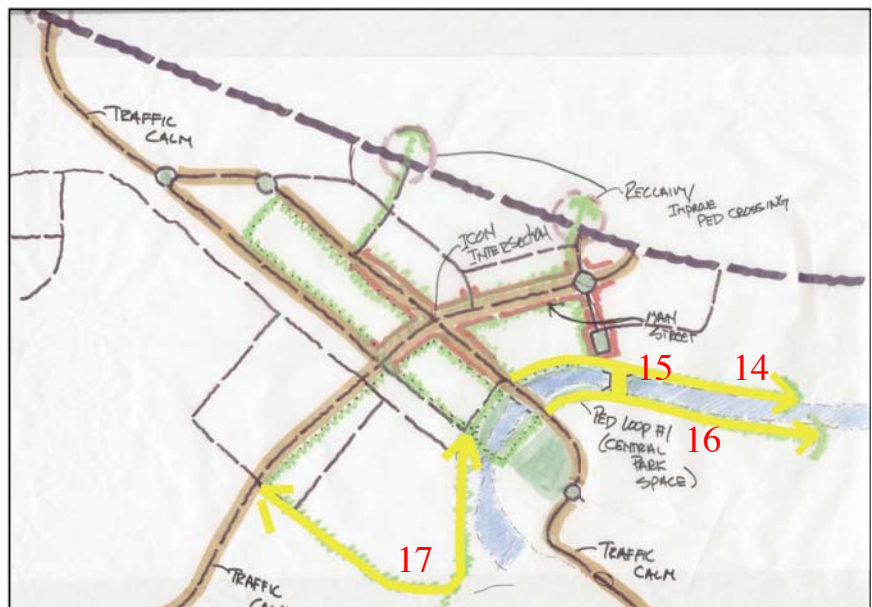 TRAFFIC
CALM
RECLAIM/
IMPROVE
PED CROSSING
ICON
INTERSECTION
MAIN
STREET
15
14
16
PED LOOP #1
(CENTRAL
PARK
SPACE)
17
TRAFFIC
CALM
TRAFFIC
CALM